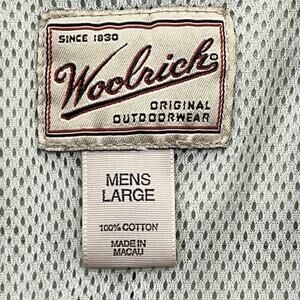 SINCE 1830
Woolrich
ORIGINAL
OUTDOORWEAR
MENS
LARGE
100% COTTON
MADE IN
MACAU